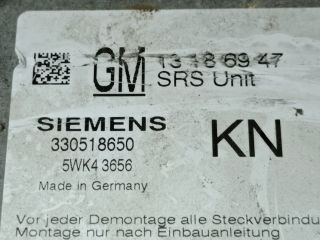 GM 13 18 69 47
SRS Unit
SIEMENS
KN
330518650
5WK4 3656
Made in Germany
Vor jeder Demontage alle Steckverbindu
Montage nur nach Einbauanleitung